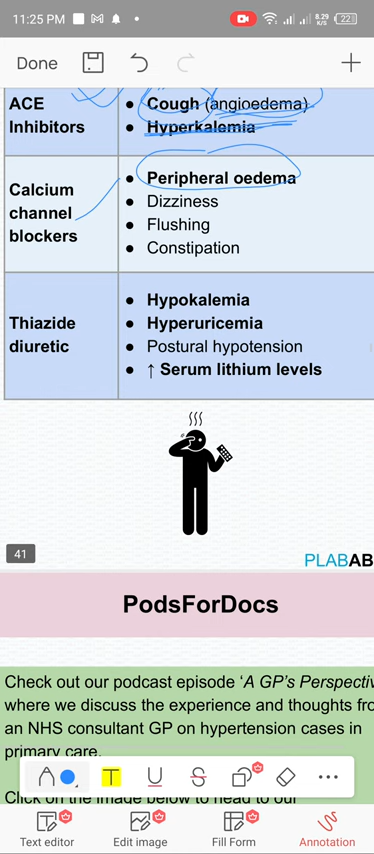 11:25 PM
8.29
K/S
22
Done
ACE
Inhibitors
● Cough (angioedema)
● Hyperkalemia
Calcium
channel
blockers
● Peripheral oedema
● Dizziness
● Flushing
● Constipation
Thiazide
diuretic
● Hypokalemia
● Hyperuricemia
● Postural hypotension
● ↑ Serum lithium levels
41
PLABAB
PodsForDocs
Check out our podcast episode ‘A GP's Perspectiv
where we discuss the experience and thoughts fro
an NHS consultant GP on hypertension cases in
primary care.
Click on the image below to head to our
T U S
Text editor
Edit image
Fill Form
Annotation